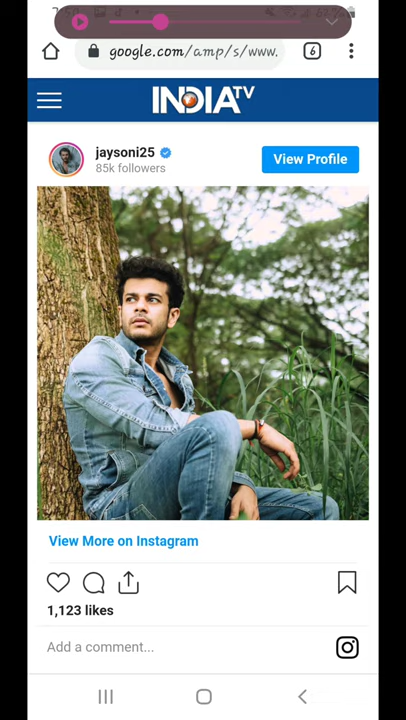 google.com/amp/s/www.
6
INDIA TV
jaysoni25
85k followers
View Profile
View More on Instagram
1,123 likes
Add a comment...